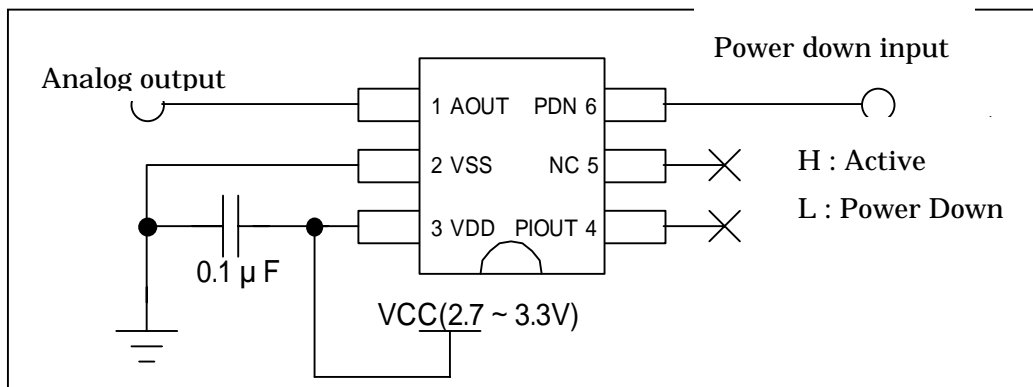 Power down input
Analog output
1 AOUT PDN 6
2 VSS NC 5
H : Active
3 VDD PIOUT 4
L : Power Down
0.1 µ F
VCC(2.7 ~ 3.3V)